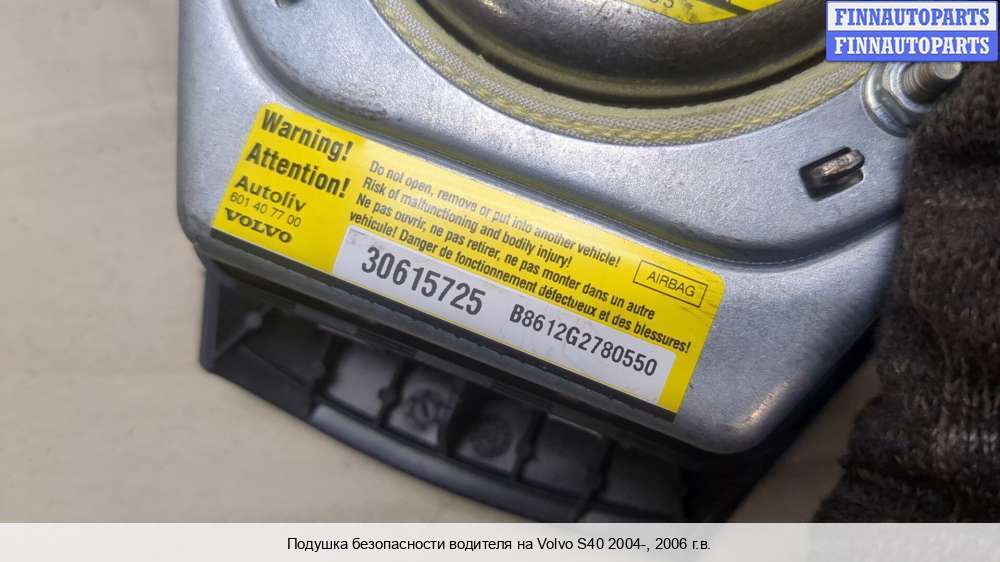 FINNAUTOPARTS
FINNAUTOPARTS
Warning!
Attention!
Autoliv
601 40 77 00
VOLVO
Do not open, remove or put into another vehicle!
Risk of malfunctioning and bodily injury!
Ne pas ouvrir, ne pas retirer, ne pas monter dans un autre
vehicule! Danger de fonctionnement défectueux et des blessures!
AIRBAG
30615725
B8612G2780550
Подушка безопасности водителя на Volvo S40 2004-, 2006 г.в.